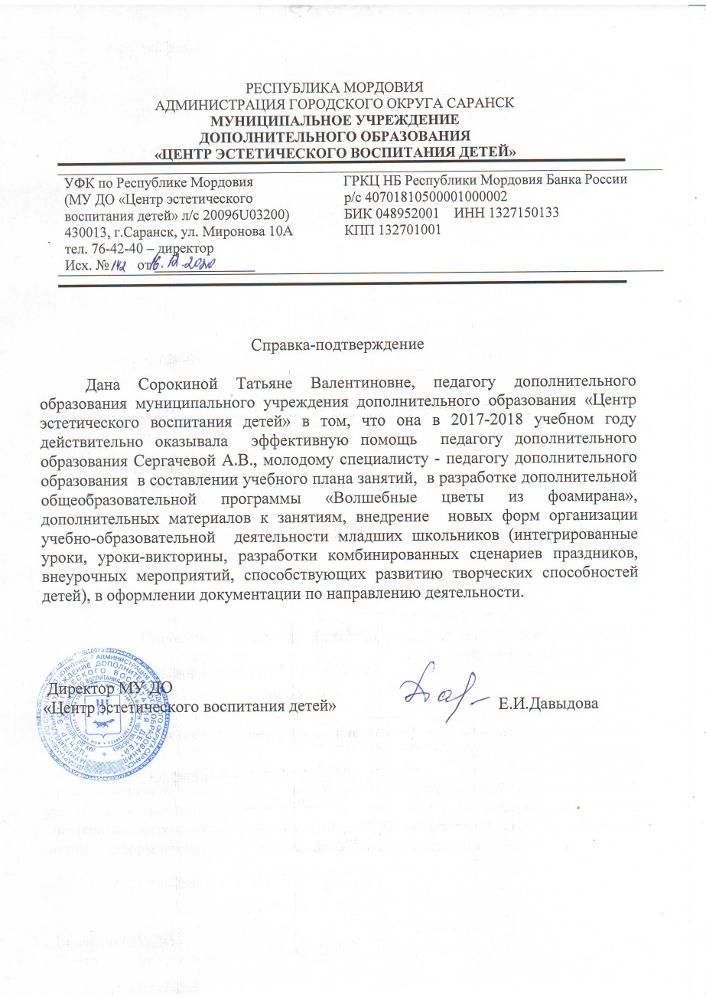 РЕСПУБЛИКА МОРДОВИЯ
АДМИНИСТРАЦИЯ ГОРОДСКОГО ОКРУГА САРАНСК
МУНИЦИПАЛЬНОЕ УЧРЕЖДЕНИЕ
ДОПОЛНИТЕЛЬНОГО ОБРАЗОВАНИЯ
«ЦЕНТР ЭСТЕТИЧЕСКОГО ВОСПИТАНИЯ ДЕТЕЙ»
УФК по Республике Мордовия
(МУ ДО «Центр эстетического
воспитания детей» л/с 20096U03200)
430013, г.Саранск, ул. Миронова 10А
тел. 76-42-40 – директор
Исх. № 142 от 16.12.2020
ГРКЦ НБ Республики Мордовия Банка России
р/с 40701810500001000002
БИК 048952001 ИНН 1327150133
КПП 132701001
Справка-подтверждение
Дана Сорокиной Татьяне Валентиновне, педагогу дополнительного
образования муниципального учреждения дополнительного образования «Центр
эстетического воспитания детей» в том, что она в 2017-2018 учебном году
действительно оказывала эффективную помощь педагогу дополнительного
образования Сергачевой А.В., молодому специалисту - педагогу дополнительного
образования в составлении учебного плана занятий, в разработке дополнительной
общеобразовательной программы «Волшебные цветы из фоамирана»,
дополнительных материалов к занятиям, внедрение новых форм организации
учебно-образовательной деятельности младших школьников (интегрированные
уроки, уроки-викторины, разработки комбинированных сценариев праздников,
внеурочных мероприятий, способствующих развитию творческих способностей
детей), в оформлении документации по направлению деятельности.
Директор МУ ДО
«Центр эстетического воспитания детей» Е.И.Давыдова